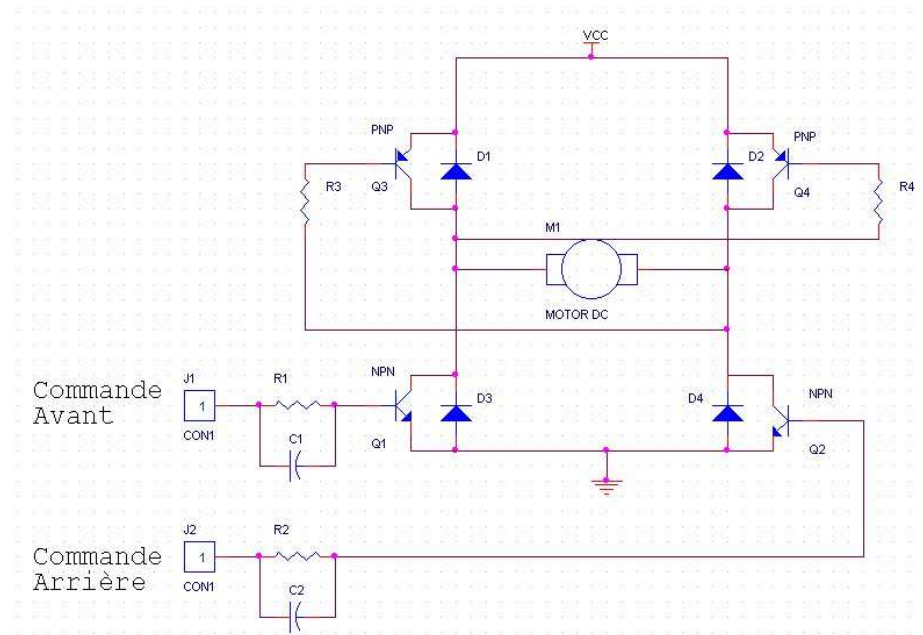 VCC
PNP
PNP
D1
D2
R3
Q3
Q4
R4
M1
MOTOR DC
Commande
Avant
J1
1
CON1
R1
C1
NPN
Q1
D3
D4
NPN
Q2
Commande
Arrière
J2
1
CON1
R2
C2